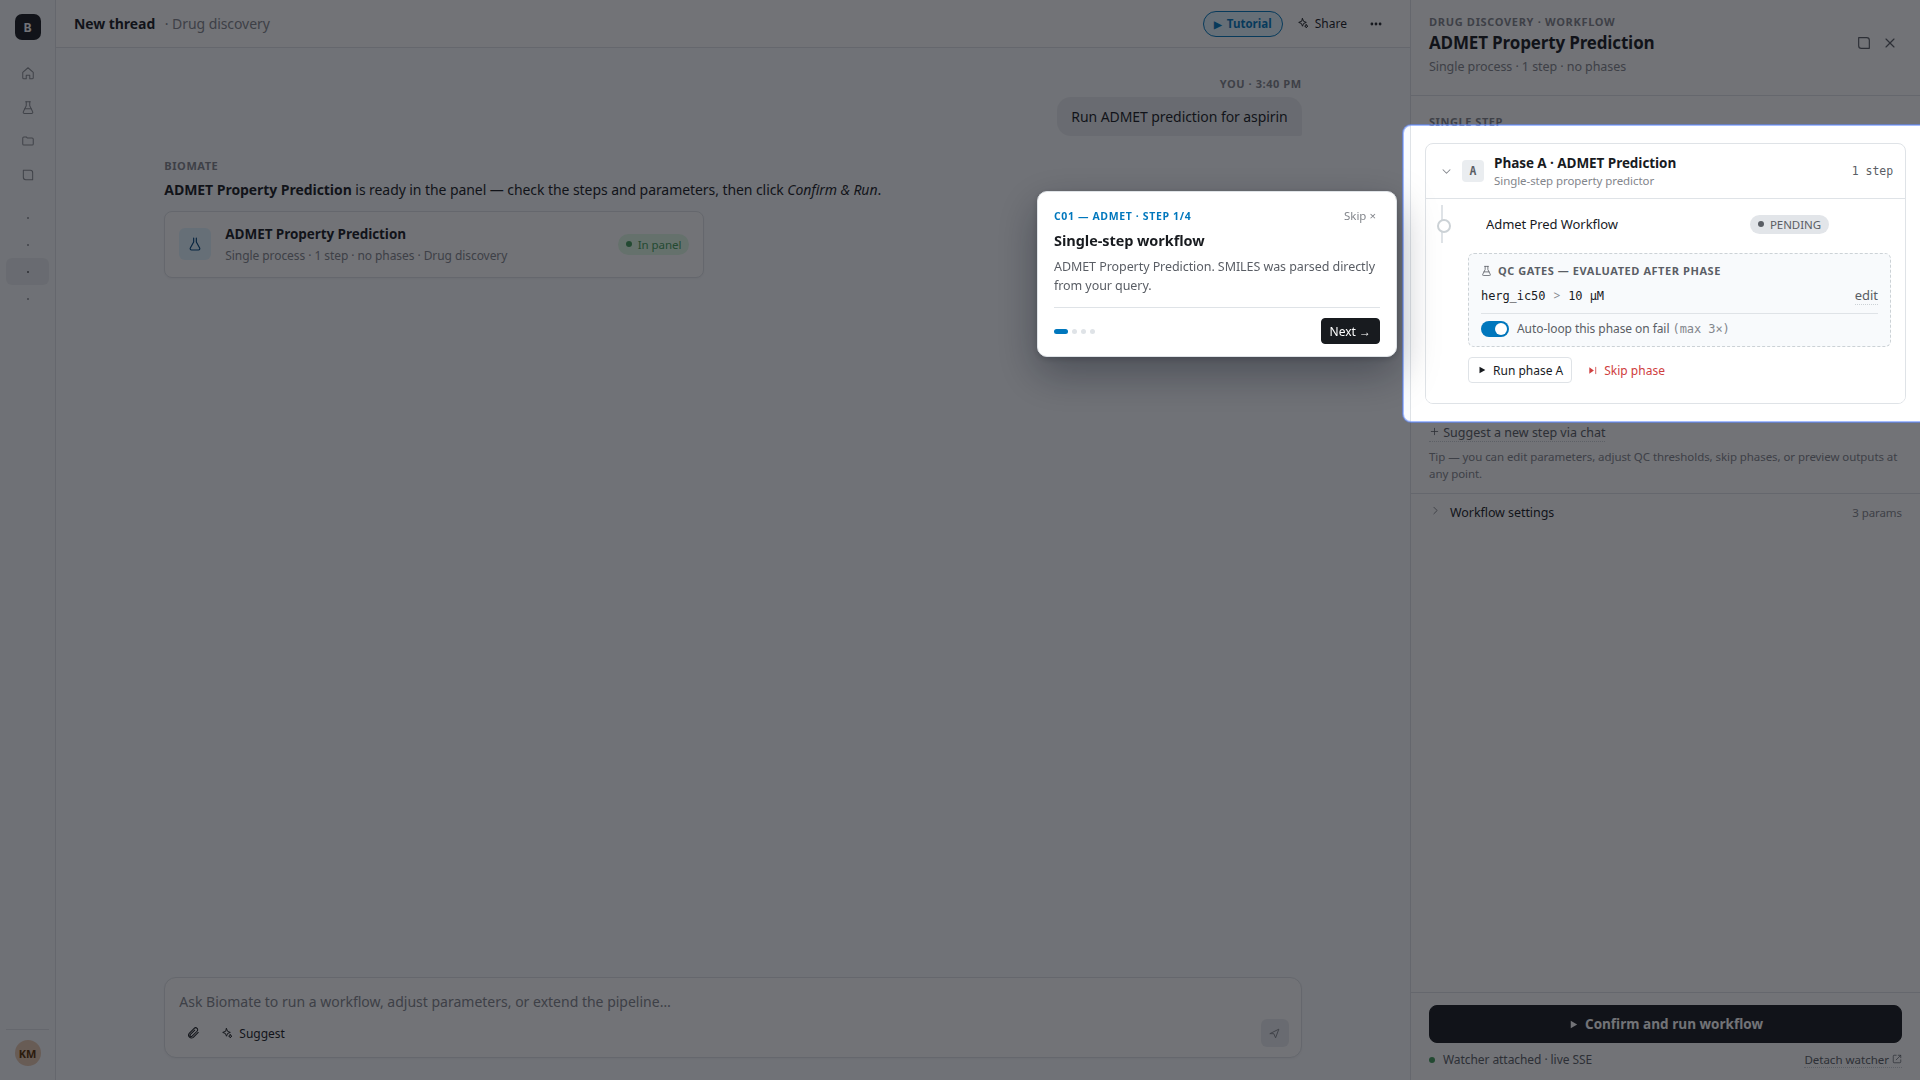 B
New thread · Drug discovery
▶ Tutorial
Share
YOU · 3:40 PM
Run ADMET prediction for aspirin
BIOMATE
ADMET Property Prediction is ready in the panel — check the steps and parameters, then click Confirm & Run.
ADMET Property Prediction
Single process · 1 step · no phases · Drug discovery
In panel
C01 — ADMET · STEP 1/4
Skip ×
Single-step workflow
ADMET Property Prediction. SMILES was parsed directly
from your query.
Next →
DRUG DISCOVERY · WORKFLOW
ADMET Property Prediction
Single process · 1 step · no phases
SINGLE STEP
A
Phase A · ADMET Prediction
Single-step property predictor
1 step
Admet Pred Workflow
PENDING
QC GATES — EVALUATED AFTER PHASE
herg_ic50 > 10 μM
edit
Auto-loop this phase on fail (max 3×)
Run phase A
Skip phase
+ Suggest a new step via chat
Tip — you can edit parameters, adjust QC thresholds, skip phases, or preview outputs at
any point.
Workflow settings
3 params
Ask Biomate to run a workflow, adjust parameters, or extend the pipeline...
Suggest
KM
Confirm and run workflow
Watcher attached · live SSE
Detach watcher